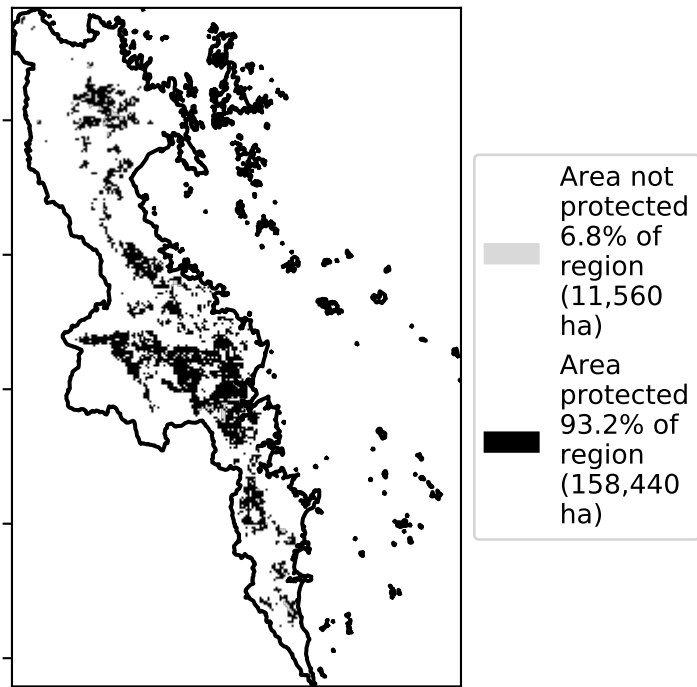 Area not
protected
6.8% of
region
(11,560
ha)
Area
protected
93.2% of
region
(158,440
ha)